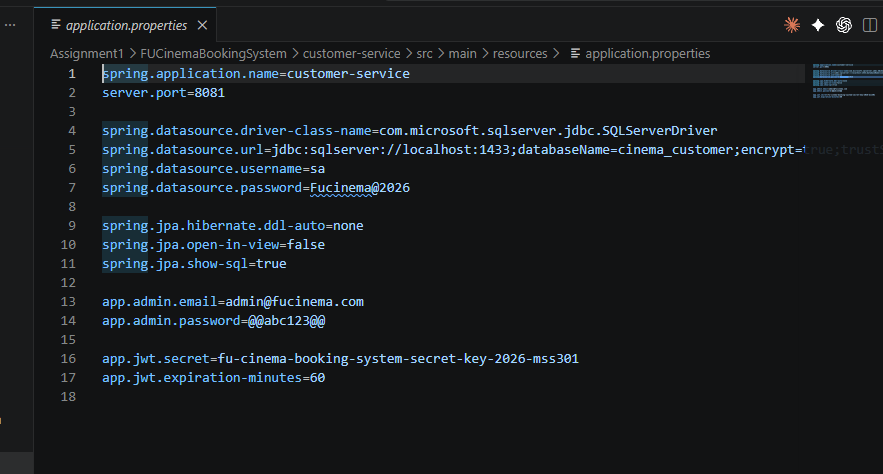 application.properties
Assignment1 > FUCinemaBookingSystem > customer-service > src > main > resources > application.properties
1 spring.application.name=customer-service
2 server.port=8081
3
4 spring.datasource.driver-class-name=com.microsoft.sqlserver.jdbc.SQLServerDriver
5 spring.datasource.url=jdbc:sqlserver://localhost:1433;databaseName=cinema_customer;encrypt=true;trustS
6 spring.datasource.username=sa
7 spring.datasource.password=Fucinema@2026
8
9 spring.jpa.hibernate.ddl-auto=none
10 spring.jpa.open-in-view=false
11 spring.jpa.show-sql=true
12
13 app.admin.email=admin@fucinema.com
14 app.admin.password=@@abc123@@
15
16 app.jwt.secret=fu-cinema-booking-system-secret-key-2026-mss301
17 app.jwt.expiration-minutes=60
18